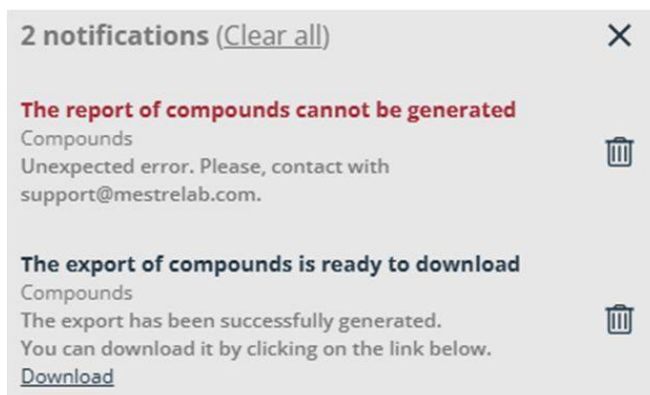 2 notifications (Clear all)
The report of compounds cannot be generated
Compounds
Unexpected error. Please, contact with
support@mestrelab.com.
The export of compounds is ready to download
Compounds
The export has been successfully generated.
You can download it by clicking on the link below.
Download